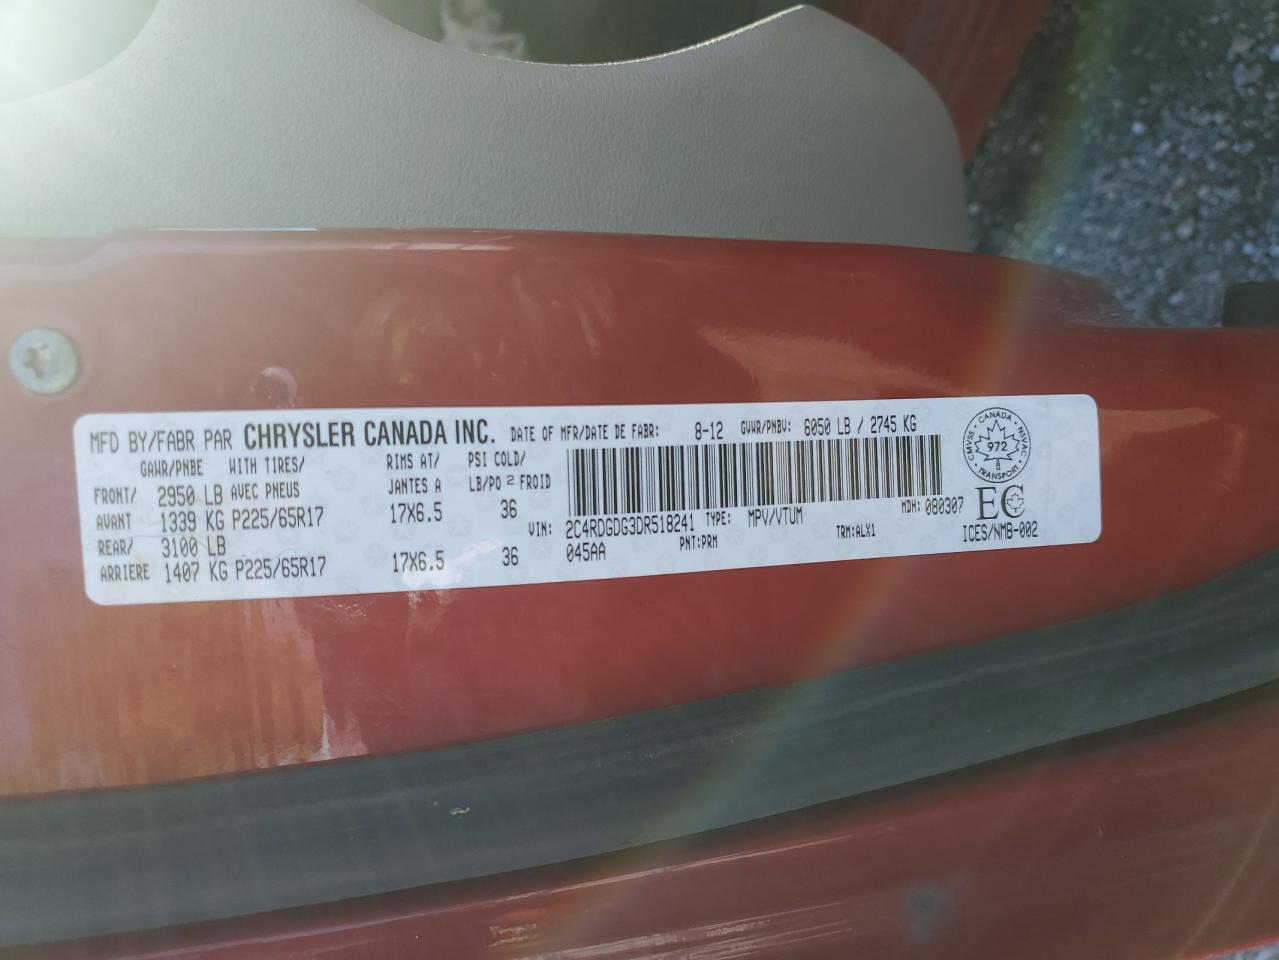 MFD BY/FABR PAR CHRYSLER CANADA INC. DATE OF MFR/DATE DE FABR: 8-12 GVWR/PNBV: 6050 LB / 2745 KG
GAWR/PNBE WITH TIRES/ RIMS AT/ PSI COLD/
AVEC PNEUS JANTES A LB/PO 2 FROID
FRONT/ 2950 LB
AVANT 1339 KG P225/65R17 17X6.5 36
REAR/ 3100 LB
ARRIERE 1407 KG P225/65R17 17X6.5 36
MDH: 080307
VIN: 2C4RDGDG3DR518241 TYPE: MPV/VTUM
045AA PNT:PRM TRM:ALX1
CANADA
CMVSS 972 NSVAC
TRANSPORT
EC
ICES/NMB-002